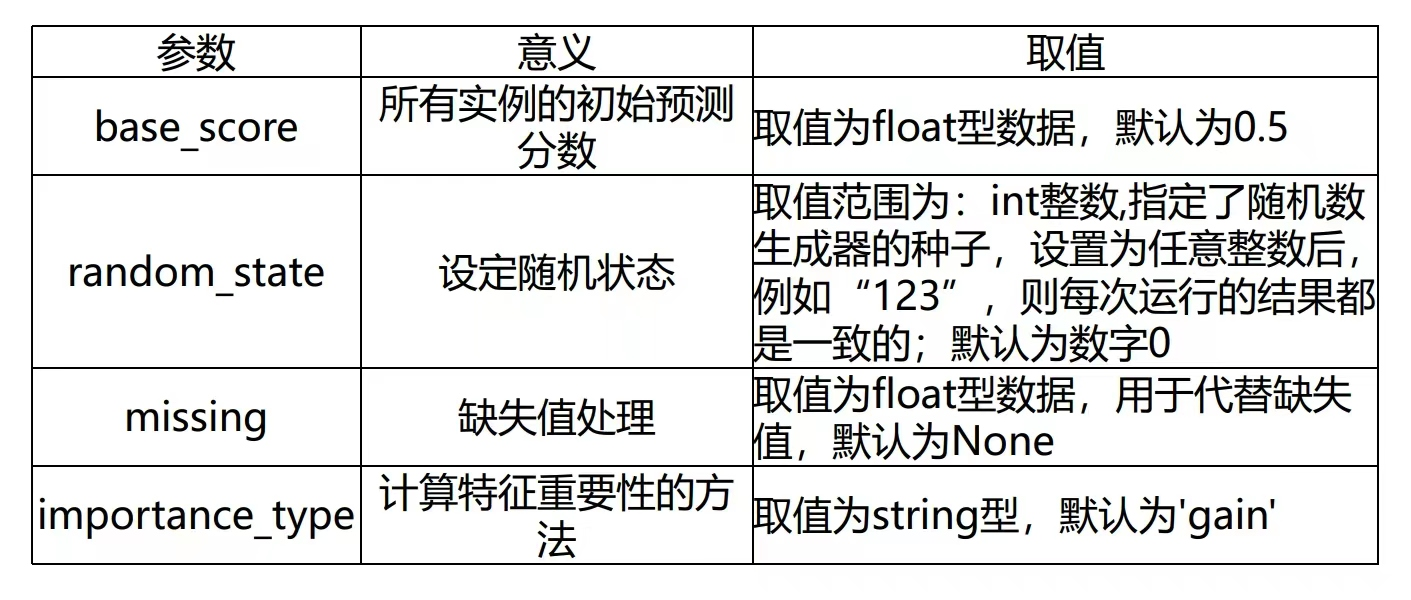 参数 意义 取值
base_score
所有实例的初始预测
分数
取值为float型数据，默认为0.5
random_state
设定随机状态
取值范围为：int整数,指定了随机数
生成器的种子，设置为任意整数后，
例如“123”，则每次运行的结果都
是一致的；默认为数字0
missing
缺失值处理
取值为float型数据，用于代替缺失
值，默认为None
importance_type
计算特征重要性的方
法
取值为string型，默认为'gain'